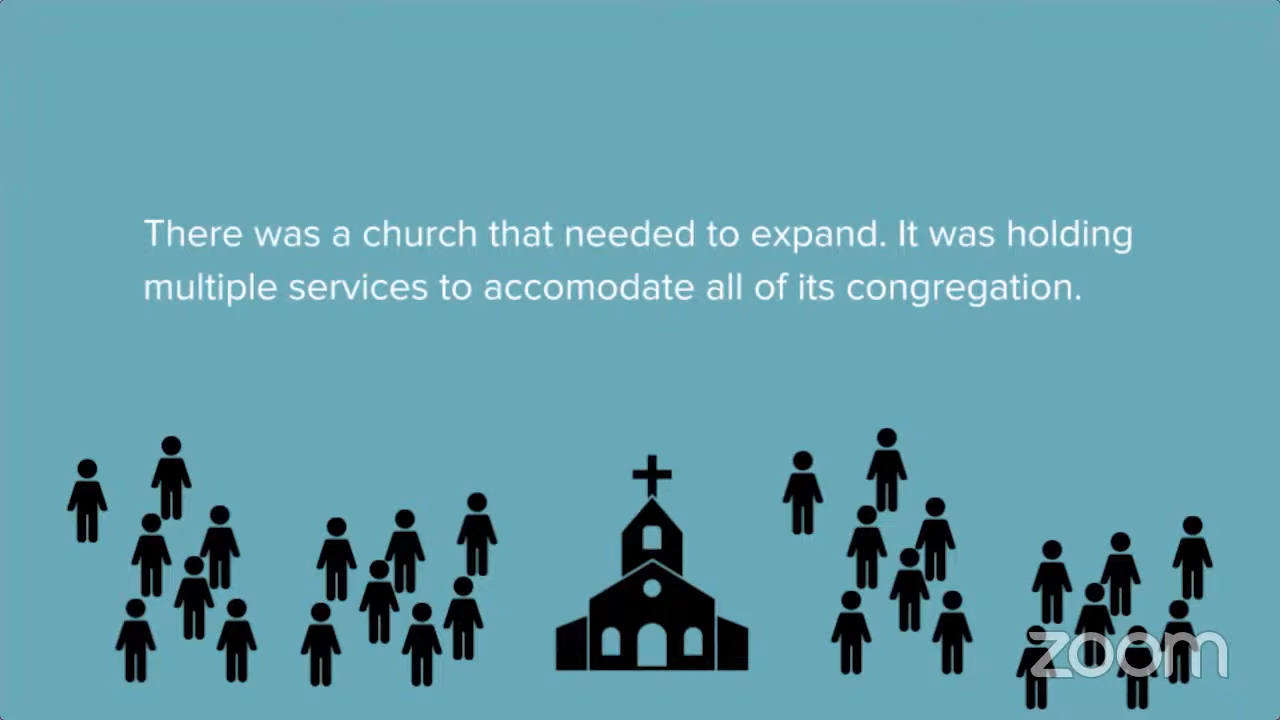 There was a church that needed to expand. It was holding
multiple services to accomodate all of its congregation.
zoom